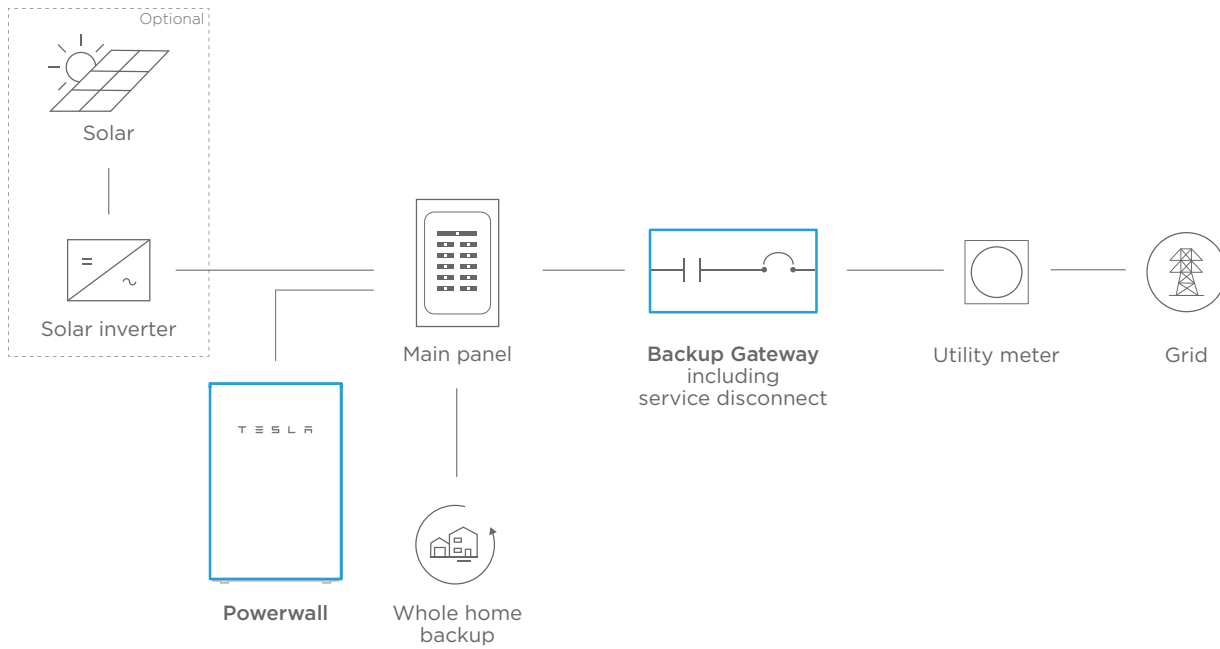 Optional
Solar
Solar inverter
Main panel
Backup Gateway
including
service disconnect
Utility meter
Grid
TESLA
Powerwall
Whole home
backup